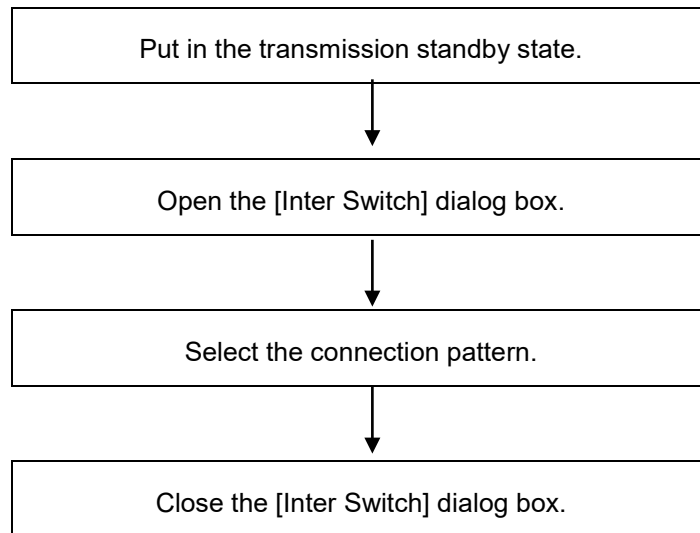 Put in the transmission standby state.
Open the [Inter Switch] dialog box.
Select the connection pattern.
Close the [Inter Switch] dialog box.